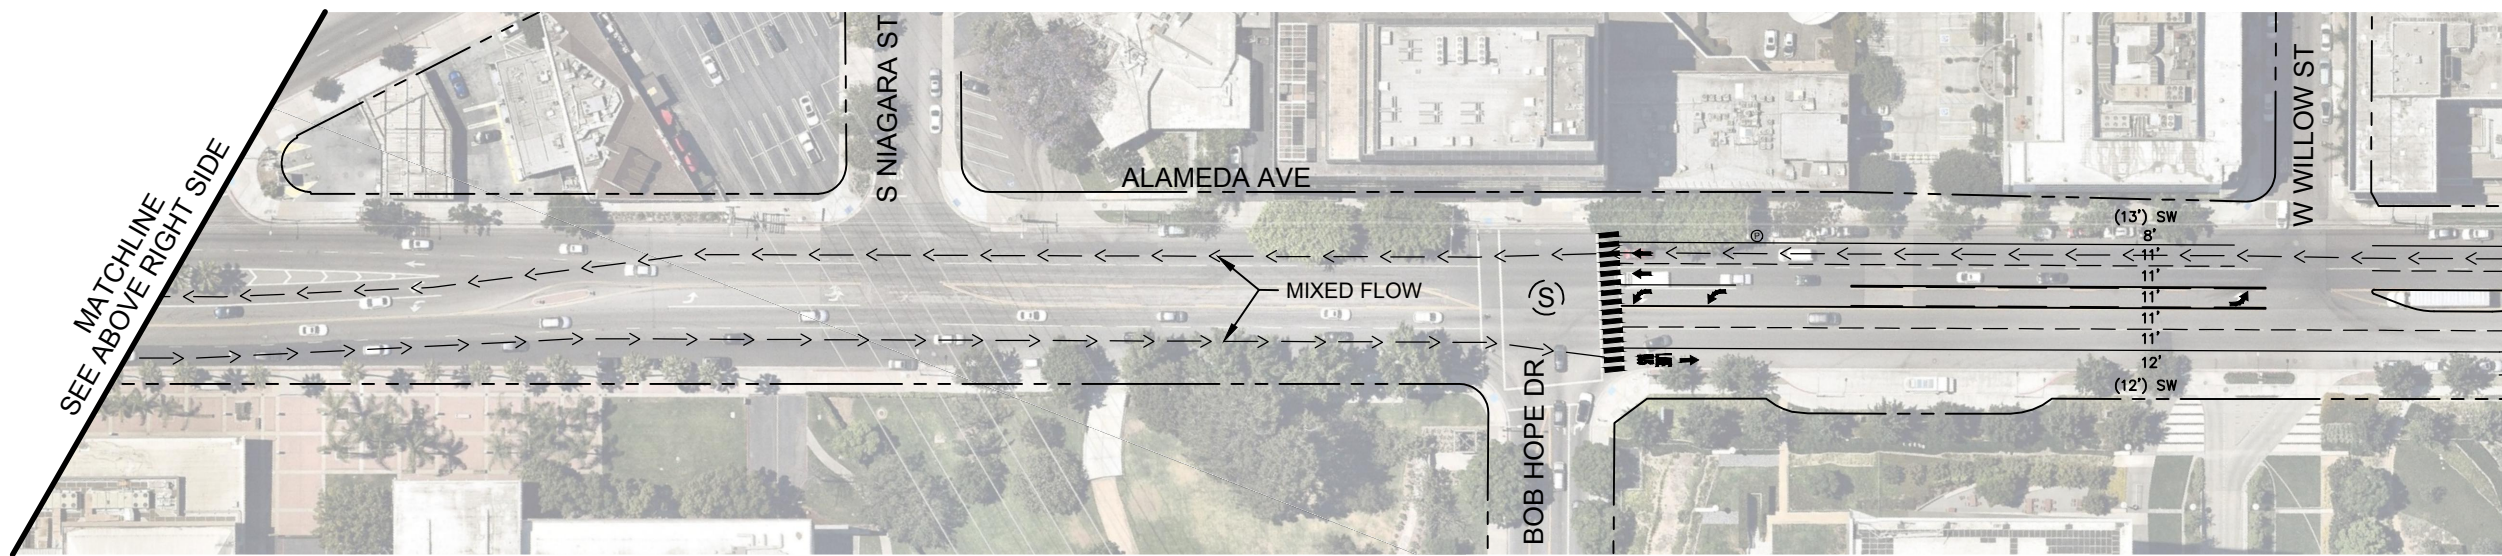 MATCHLINE
SEE ABOVE RIGHT SIDE
S NIAGARA ST
ALAMEDA AVE
MIXED FLOW
S
BOB HOPE DR
P
W WILLOW ST
(13') SW
8'
11'
11'
11'
11'
11'
12'
(12') SW